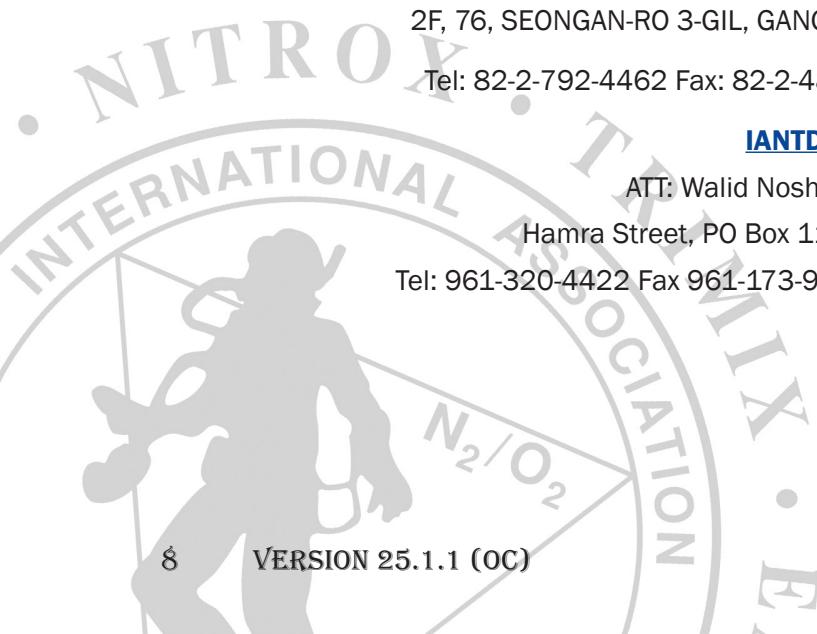 2F, 76, SEONGAN-RO 3-GIL,
Tel: 82-2-792-4462 Fax: 82-2-4
IANTD
ATT: Walid Nosh
Hamra Street, PO Box 1
Tel: 961-320-4422 Fax 961-173-9
• NITROX • TRIMIX •
INTERNATIONAL ASSOCIATION
N2/O2
8 VERSION 25.1.1 (OC)